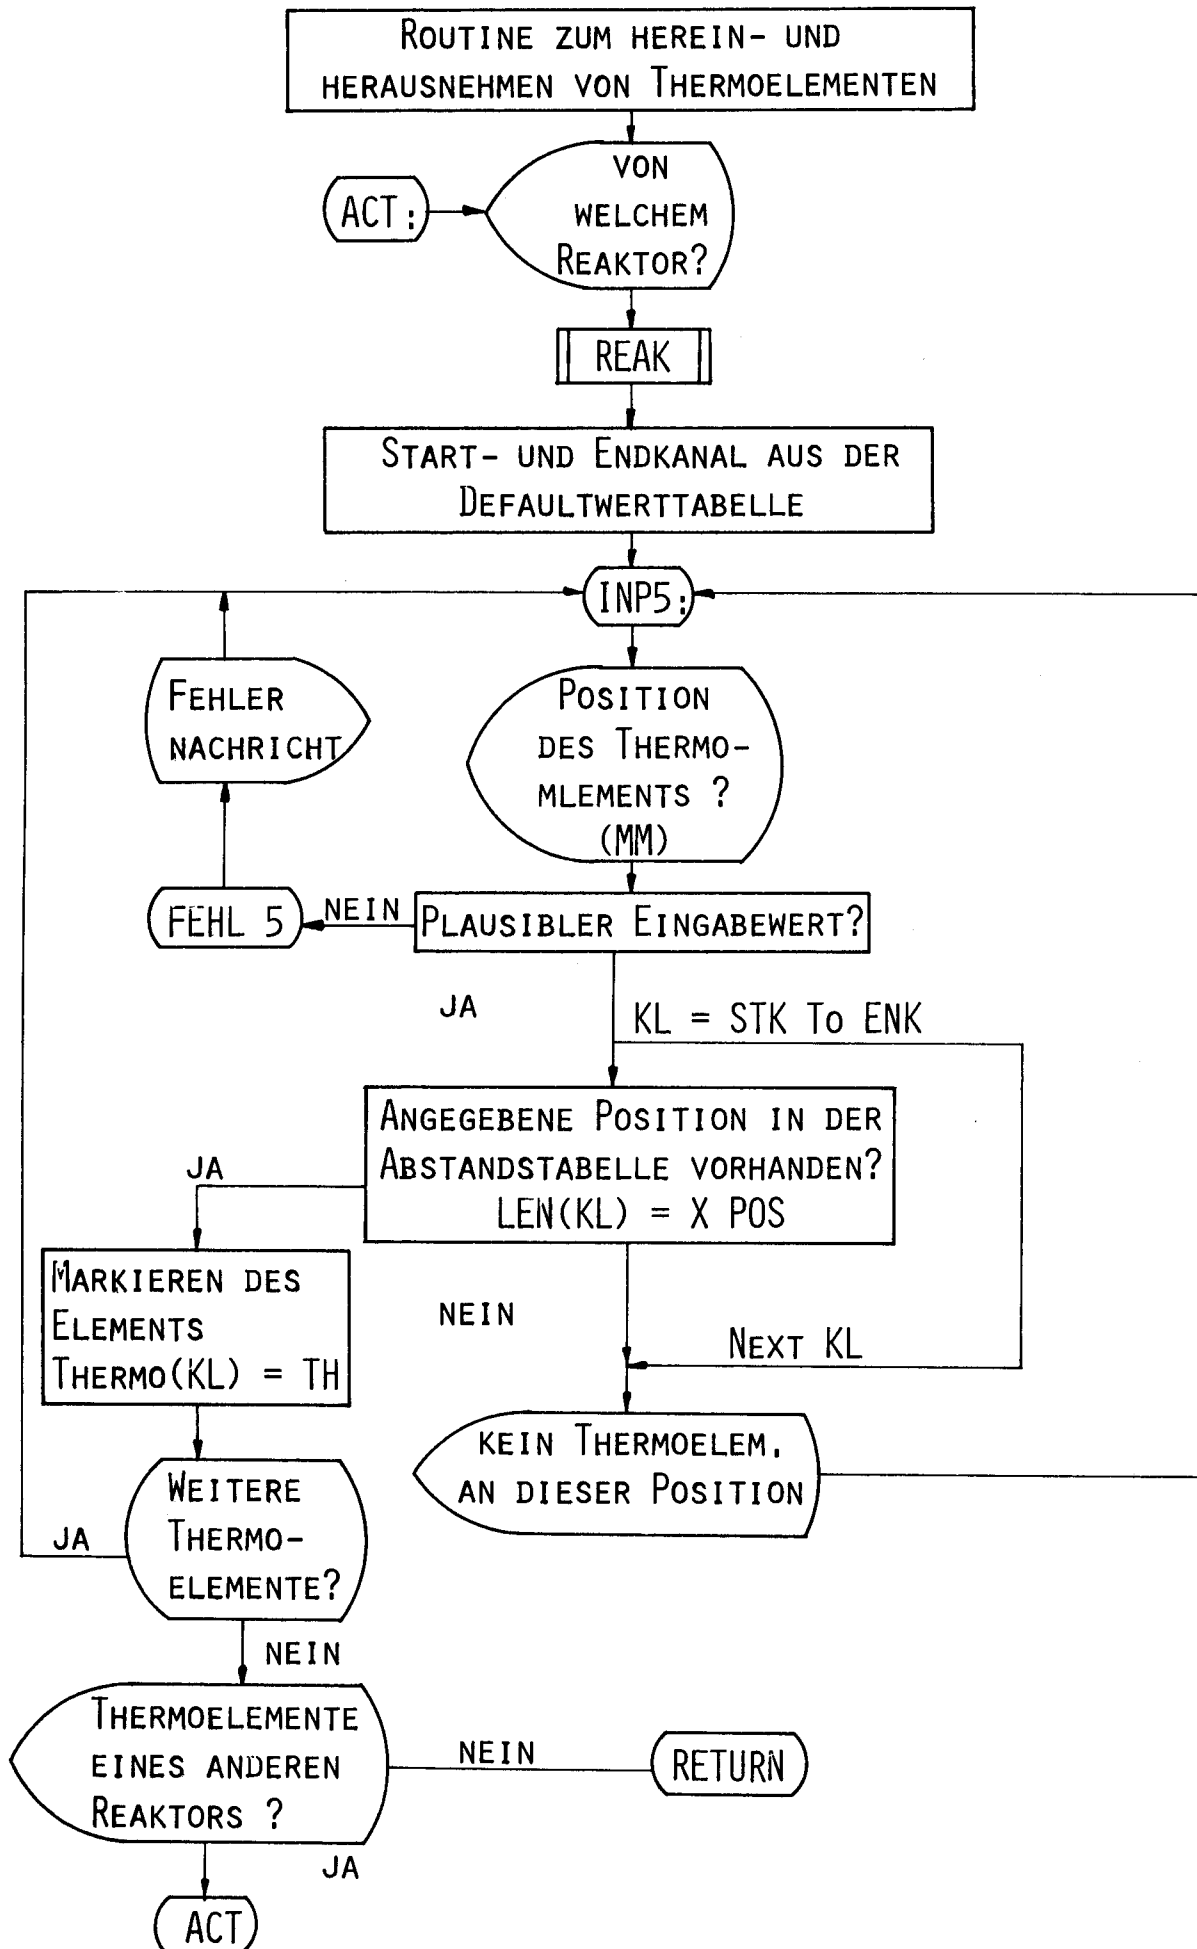 ROUTINE ZUM HEREIN- UND
HERAUSNEHMEN VON THERMOELEMENTEN
ACT:
VON
WELCHEM
REAKTOR?
REAK
START- UND ENDKANAL AUS DER
DEFAULTWERTTABELLE
INP5:
FEHLER
NACHRICHT
POSITION
DES THERMO-
MLEMENTS ?
(MM)
FEHL 5
NEIN
PLAUSIBLER EINGABEWERT?
JA
KL = STK To ENK
ANGEGEBENE POSITION IN DER
ABSTANDSTABELLE VORHANDEN?
LEN(KL) = X POS
JA
MARKIEREN DES
ELEMENTS
THERMO(KL) = TH
NEIN
NEXT KL
KEIN THERMOELEM.
AN DIESER POSITION
WEITERE
THERMO-
ELEMENTE?
JA
NEIN
THERMOELEMENTE
EINES ANDEREN
REAKTORS ?
NEIN
RETURN
JA
ACT